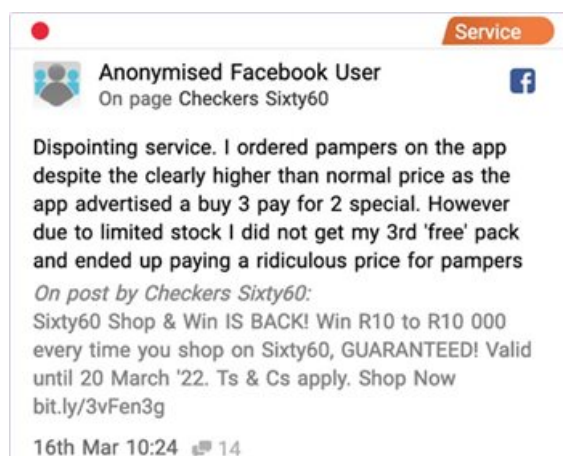 Service
Anonymised Facebook User
On page Checkers Sixty60
Dispointing service. I ordered pampers on the app
despite the clearly higher than normal price as the
app advertised a buy 3 pay for 2 special. However
due to limited stock I did not get my 3rd 'free' pack
and ended up paying a ridiculous price for pampers
On post by Checkers Sixty60:
Sixty60 Shop & Win IS BACK! Win R10 to R10 000
every time you shop on Sixty60, GUARANTEED! Valid
until 20 March '22. Ts & Cs apply. Shop Now
bit.ly/3vFen3g
16th Mar 10:24 14